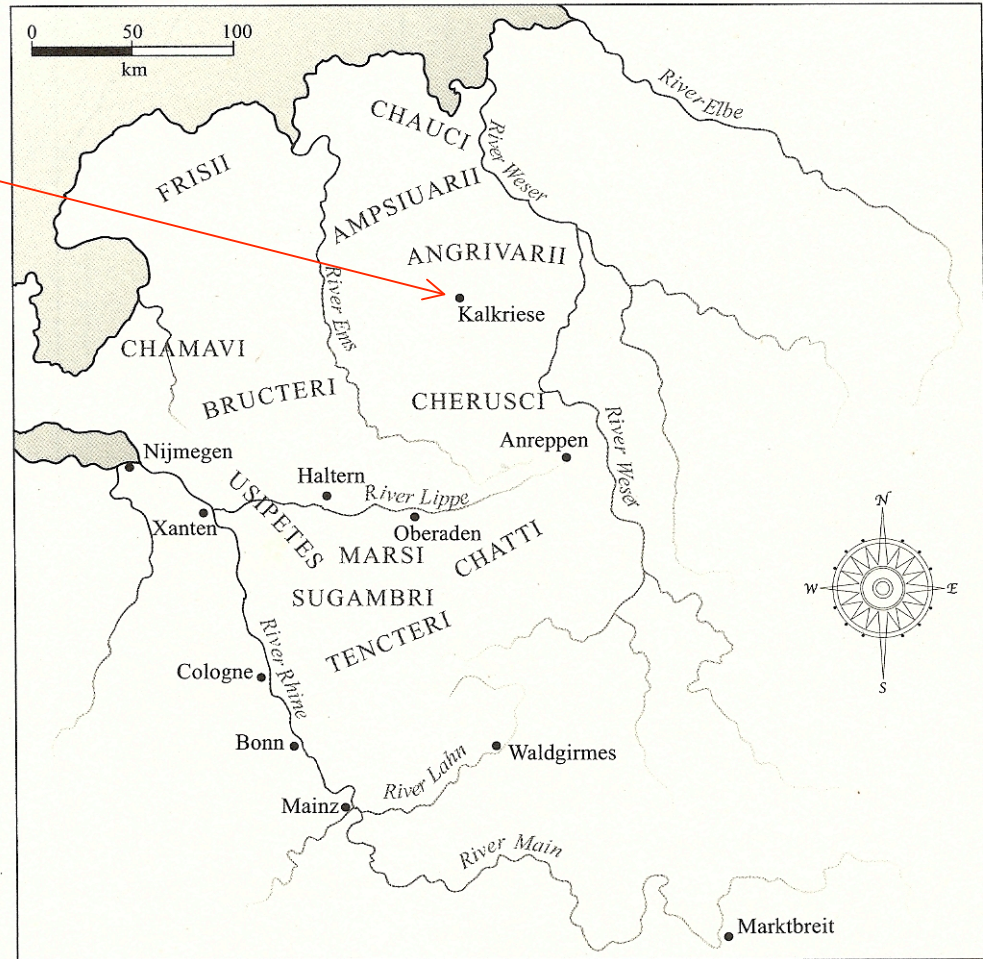 0 50 100
km
River Elbe
CHAUCI
River Weser
FRISII
AMPSIUARII
ANGRIVARII
River Ems
Kalkriese
CHAMAVI
BRUCTERI
CHERUSCI
River Weser
Anreppen
Nijmegen
Haltern
USIPETES
River Lippe
Xanten
Oberaden
MARSI
CHATTI
SUGAMBRI
TENCTERI
N
W
E
S
River Rhine
Cologne
Bonn
Waldgirmes
River Lahn
Mainz
River Main
Marktbreit